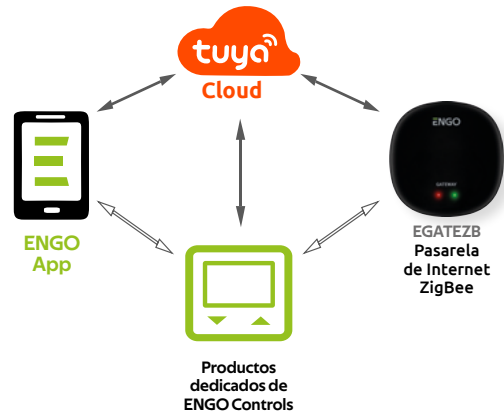 tuya
Cloud
ENGO
GATEWAY
ENGO
App
EGATEZB
Pasarela
de Internet
ZigBee
Productos
dedicados de
ENGO Controls